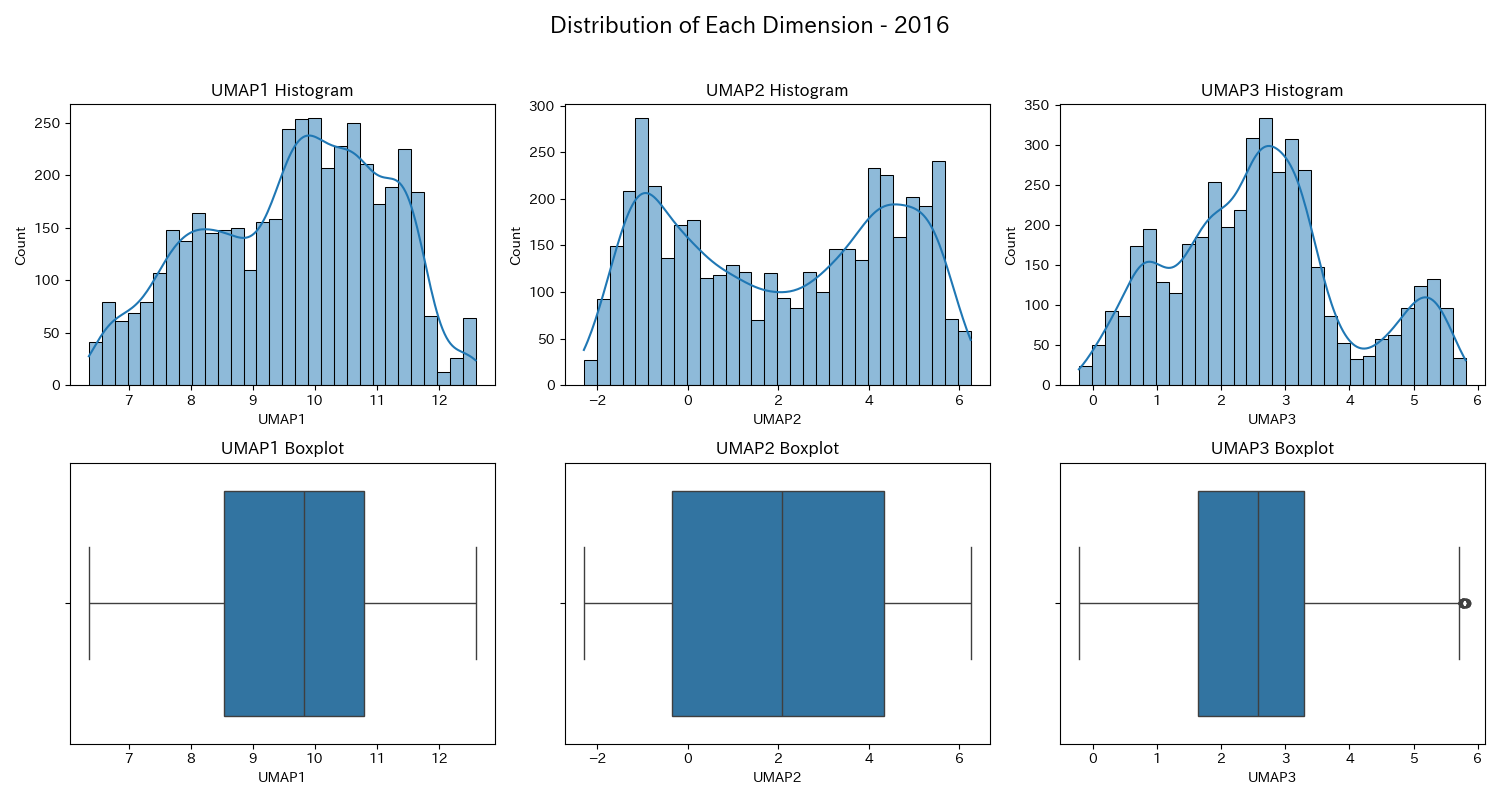 Distribution of Each Dimension - 2016
UMAP1 Histogram
250
200
150
100
50
0
Count
7 8 9 10 11 12
UMAP1
UMAP2 Histogram
300
250
200
150
100
50
0
Count
−2 0 2 4 6
UMAP2
UMAP3 Histogram
350
300
250
200
150
100
50
0
Count
0 1 2 3 4 5 6
UMAP3
UMAP1 Boxplot
7 8 9 10 11 12
UMAP1
UMAP2 Boxplot
−2 0 2 4 6
UMAP2
UMAP3 Boxplot
0 1 2 3 4 5 6
UMAP3